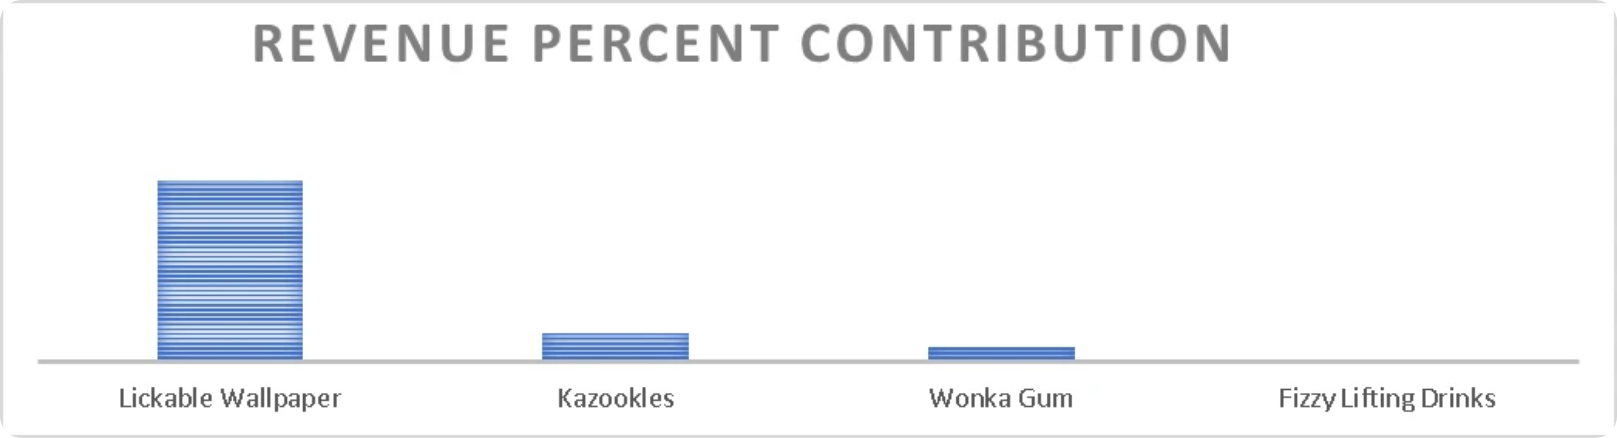 REVENUE PERCENT CONTRIBUTION
Lickable Wallpaper
Kazookles
Wonka Gum
Fizzy Lifting Drinks